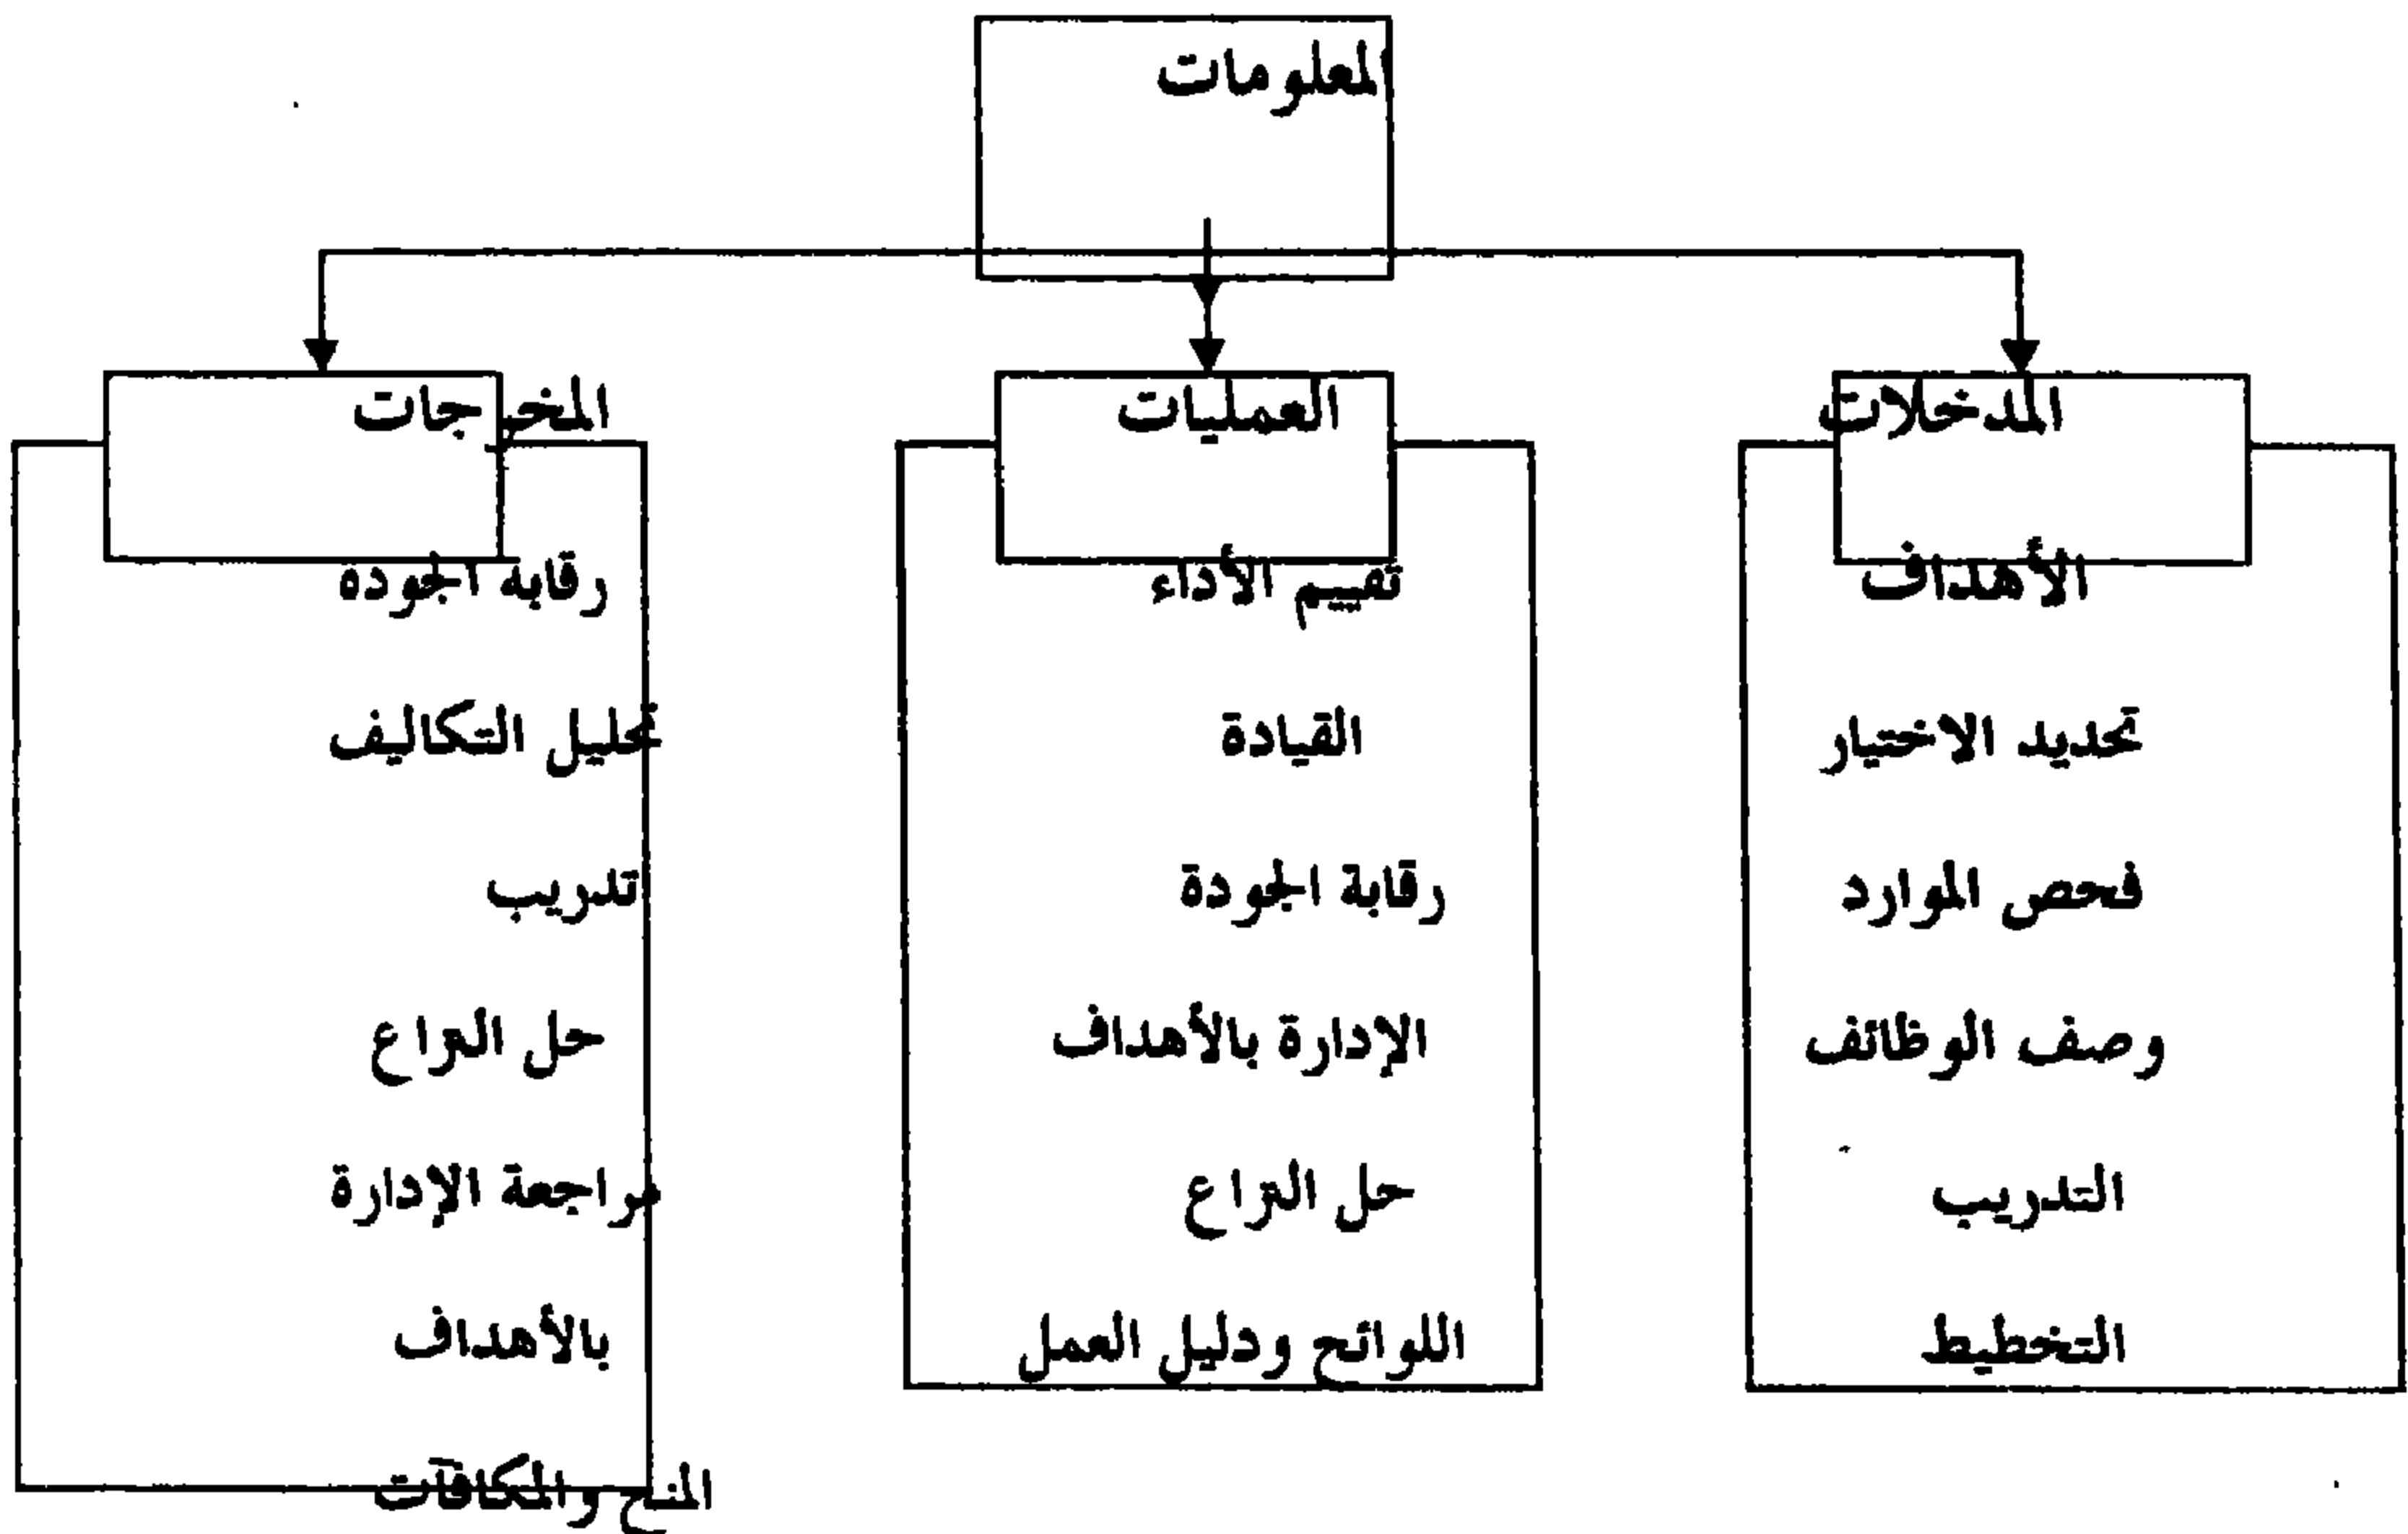 المعلومات
المدخلات
الأهداف
تحديد الاختيار
فحص الموارد
وصف الوظائف
التدريب
التخطيط
العمليات
تقييم الأداء
القيادة
رقابة الجودة
الإدارة بالأهداف
حل النزاع
اللوائح ودليل العمل
المخرجات
رقابة الجودة
تحليل التكاليف
تدريب
حل النزاع
مراجعة الإدارة
بالأهداف
المنح والمكافآت